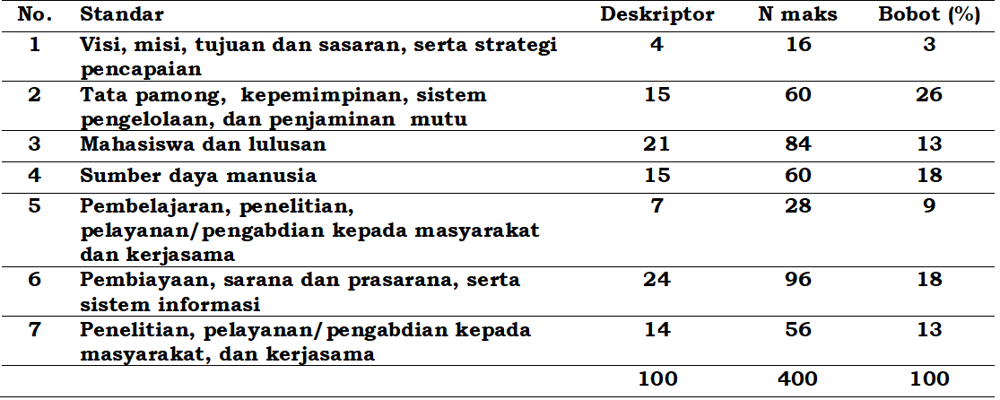 No. Standar Deskriptor N maks Bobot (%)
1 Visi, misi, tujuan dan sasaran, serta strategi 4 16 3
pencapaian
2 Tata pamong, kepemimpinan, sistem 15 60 26
pengelolaan, dan penjaminan mutu
3 Mahasiswa dan lulusan 21 84 13
4 Sumber daya manusia 15 60 18
5 Pembelajaran, penelitian, 7 28 9
pelayanan/pengabdian kepada masyarakat
dan kerjasama
6 Pembiayaan, sarana dan prasarana, serta 24 96 18
sistem informasi
7 Penelitian, pelayanan/pengabdian kepada 14 56 13
masyarakat, dan kerjasama
100 400 100